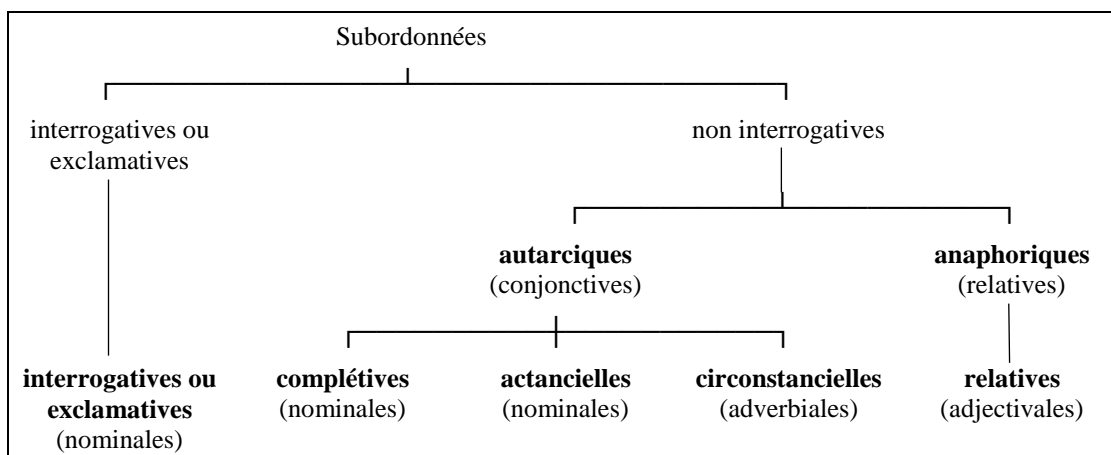 Subordonnées
interrogatives ou
exclamatives
non interrogatives
autarciques
(conjonctives)
anaphoriques
(relatives)
interrogatives ou
exclamatives
(nominales)
complétives
(nominales)
actancielles
(nominales)
circonstancielles
(adverbiales)
relatives
(adjectivales)